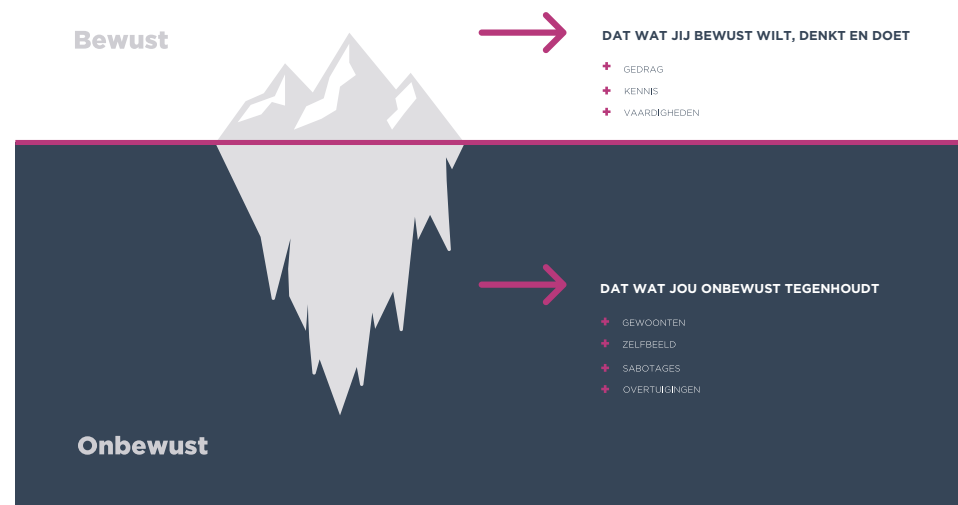 Bewust
DAT WAT JIJ BEWUST WILT, DENKT EN DOET
+ GEDRAG
+ KENNIS
+ VAARDIGHEDEN
DAT WAT JOU ONBEWUST TEGENHOUDT
+ GEWOONTEN
+ ZELFBEELD
+ SABOTAGES
+ OVERTUIGINGEN
Onbewust